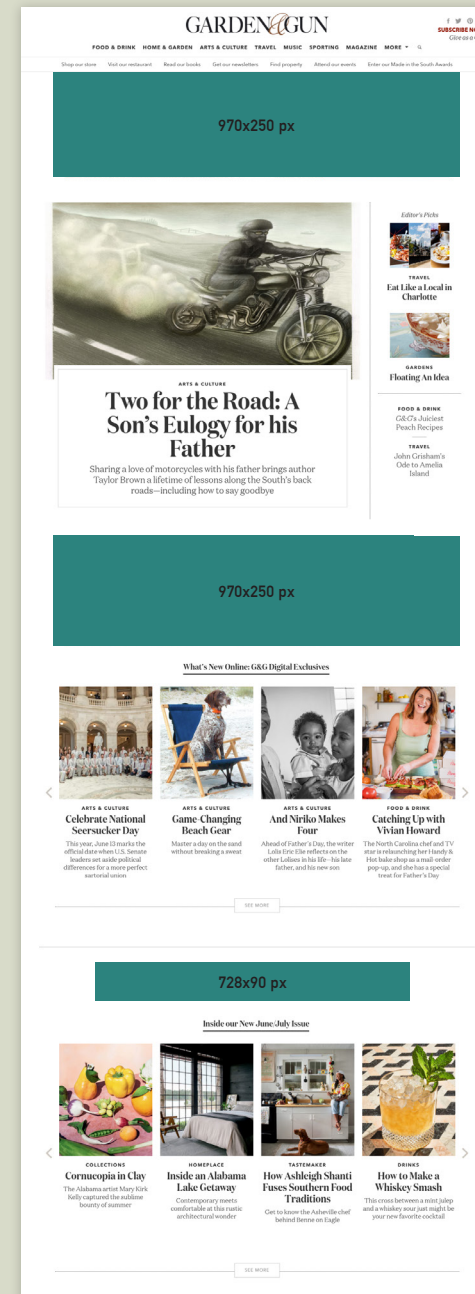 GARDEN&GUN
SUBSCRIBE
Give as a
FOOD & DRINK HOME & GARDEN ARTS & CULTURE TRAVEL MUSIC SPORTING MAGAZINE MORE
Shop our store Visit our restaurant Read our books Get our newsletters Find property Attend our events Enter our Made in the South Awards
970x250 px
ARTS & CULTURE
Two for the Road: A
Son's Eulogy for his
Father
Sharing a love of motorcycles with his father brings author
Taylor Brown a lifetime of lessons along the South's back
roads—including how to say goodbye
Editor's Picks
TRAVEL
Eat Like a Local in
Charlotte
GARDENS
Floating An Idea
FOOD & DRINK
G&G's Juiciest
Peach Recipes
TRAVEL
John Grisham's
Ode to Amelia
Island
970x250 px
What's New Online: G&G Digital Exclusives
ARTS & CULTURE
Celebrate National
Seersucker Day
This year, June 13 marks the
official date when U.S. Senate
leaders set aside political
differences for a more perfect
sartorial union
ARTS & CULTURE
Game-Changing
Beach Gear
Master a day on the sand
without breaking a sweat
ARTS & CULTURE
And Niriko Makes
Four
Ahead of Father's Day, the writer
Lolis Eric Elie reflects on the
other Lolises in his life—his late
father, and his new son
FOOD & DRINK
Catching Up with
Vivian Howard
The North Carolina chef and TV
star is relaunching her Handy &
Hot bake shop as a mail-order
pop-up, and she has a special
treat for Father's Day
SEE MORE
728x90 px
Inside our New June/July Issue
COLLECTIONS
Cornucopia in Clay
The Alabama artist Mary Kirk
Kelly captured the sublime
bounty of summer
HOMEPLACE
Inside an Alabama
Lake Getaway
Contemporary meets
comfortable at this rustic
architectural wonder
TASTEMAKER
How Ashleigh Shanti
Fuses Southern Food
Traditions
Get to know the Asheville chef
behind Benne on Eagle
DRINKS
How to Make a
Whiskey Smash
This cross between a mint julep
and a whiskey sour just might be
your new favorite cocktail
SEE MORE